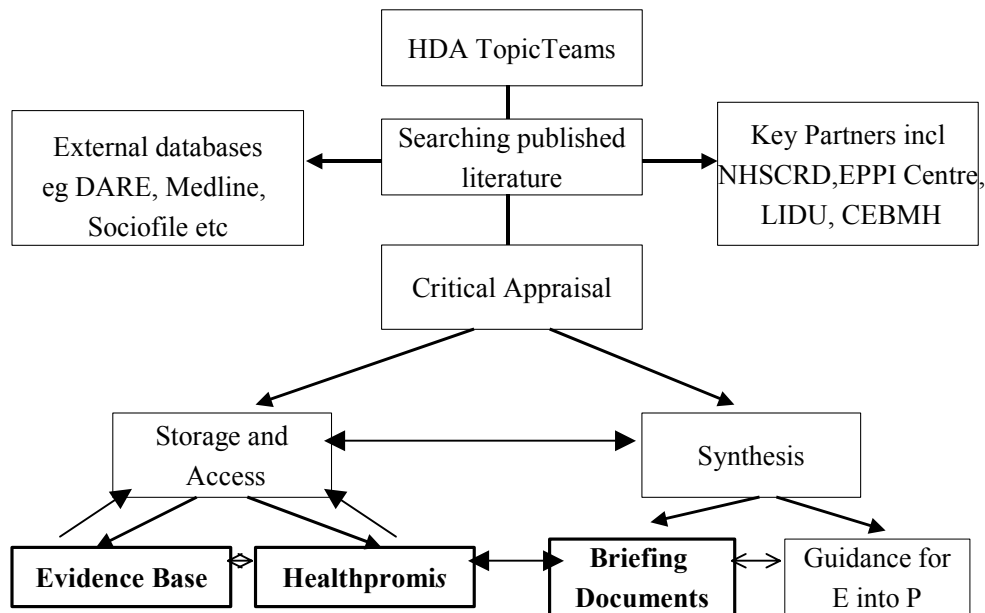 HDA TopicTeams
External databases
eg DARE, Medline,
Sociofile etc
Searching published
literature
Key Partners incl
NHSCRD,EPPI Centre,
LIDU, CEBMH
Critical Appraisal
Storage and
Access
Synthesis
Evidence Base
Healthpromis
Briefing
Documents
Guidance for
E into P